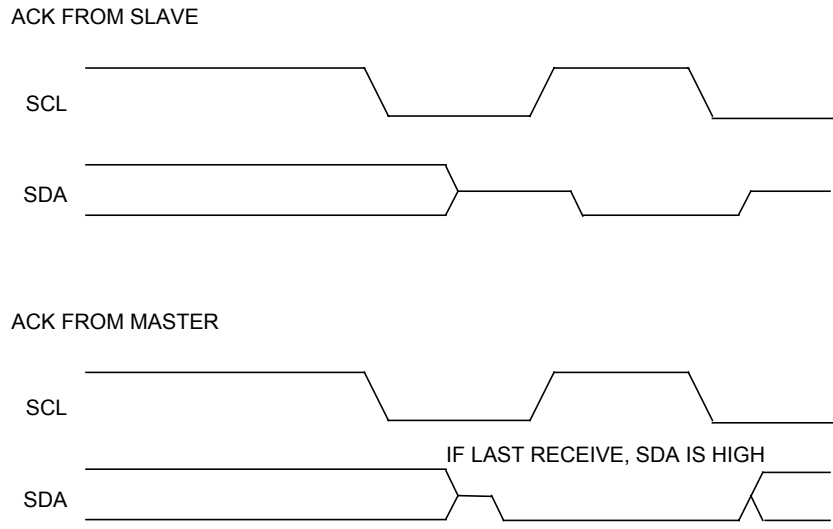 ACK FROM SLAVE
SCL
SDA
ACK FROM MASTER
SCL
IF LAST RECEIVE, SDA IS HIGH
SDA